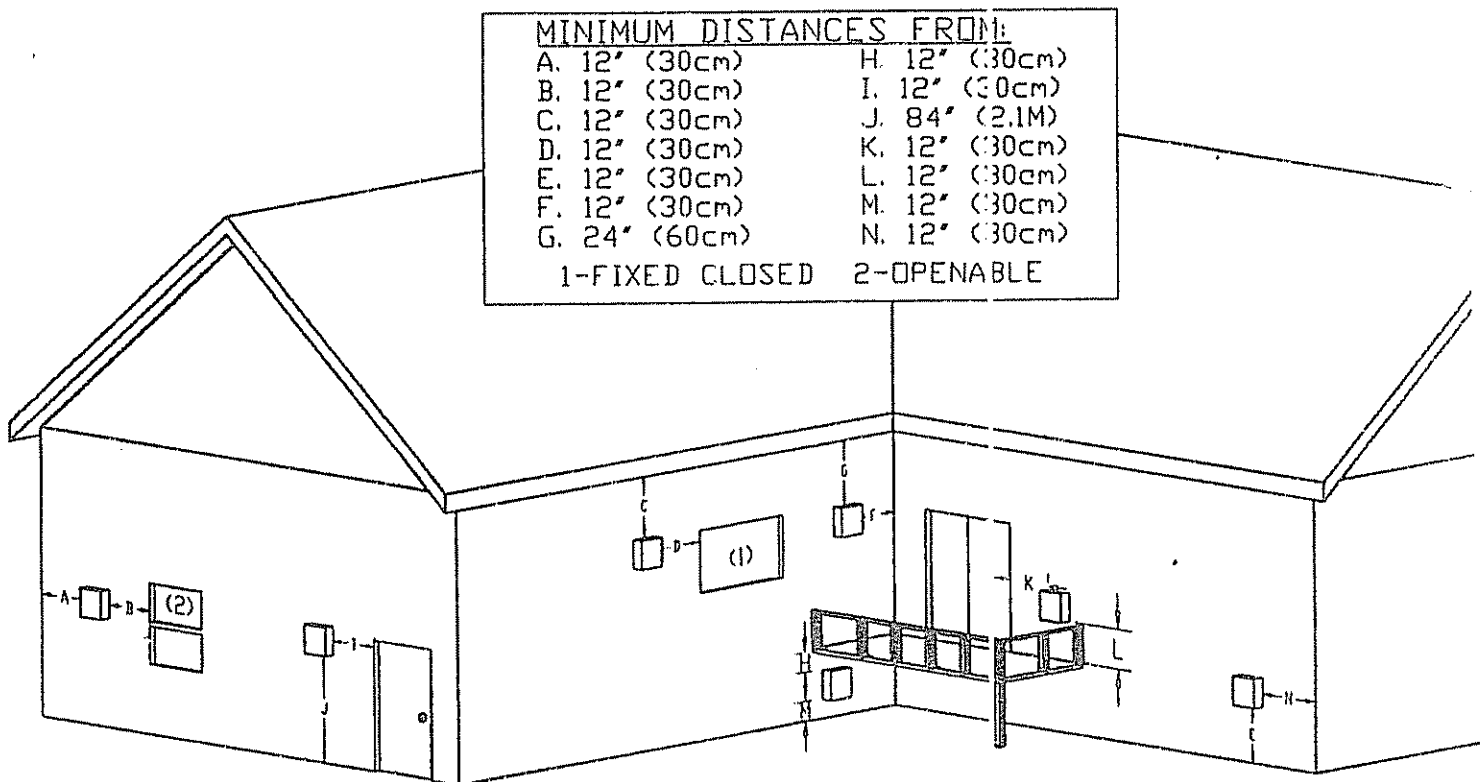 MINIMUM DISTANCES FROM:
A. 12" (30cm) H. 12" (30cm)
B. 12" (30cm) I. 12" (30cm)
C. 12" (30cm) J. 84" (2.1M)
D. 12" (30cm) K. 12" (30cm)
E. 12" (30cm) L. 12" (30cm)
F. 12" (30cm) M. 12" (30cm)
G. 24" (60cm) N. 12" (30cm)
1-FIXED CLOSED 2-OPENABLE
G
C
F
D
(1)
K
A
B
(2)
I
L
H
J
M
N
E